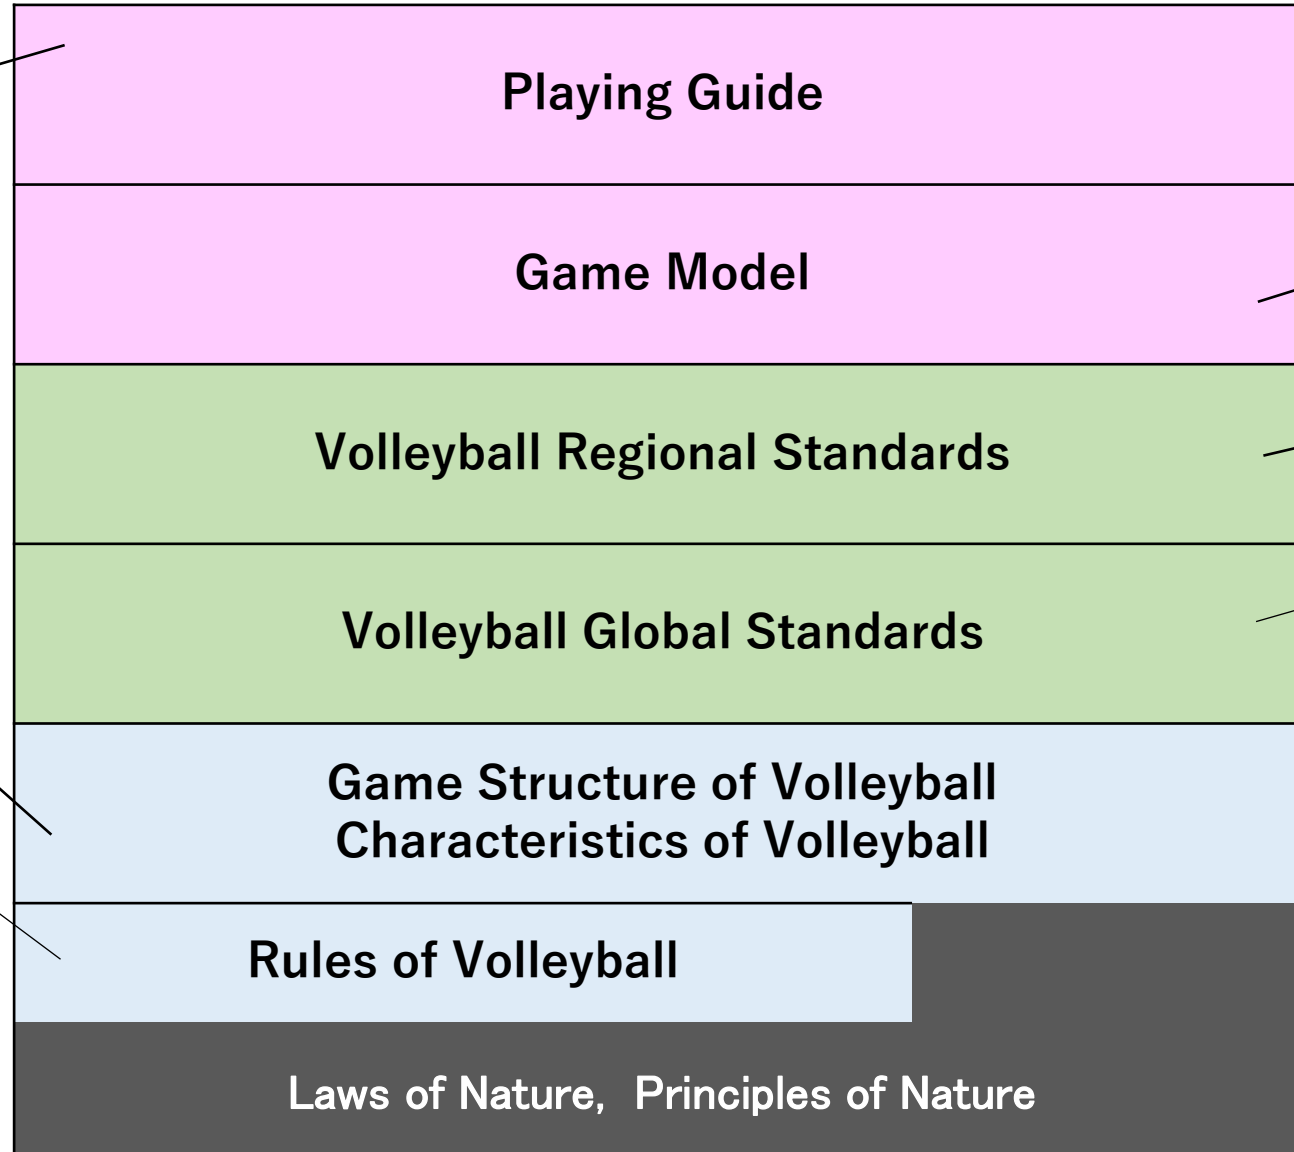 Playing Guide
Game Model
Volleyball Regional Standards
Volleyball Global Standards
Game Structure of Volleyball
Characteristics of Volleyball
Rules of Volleyball
Laws of Nature, Principles of Nature